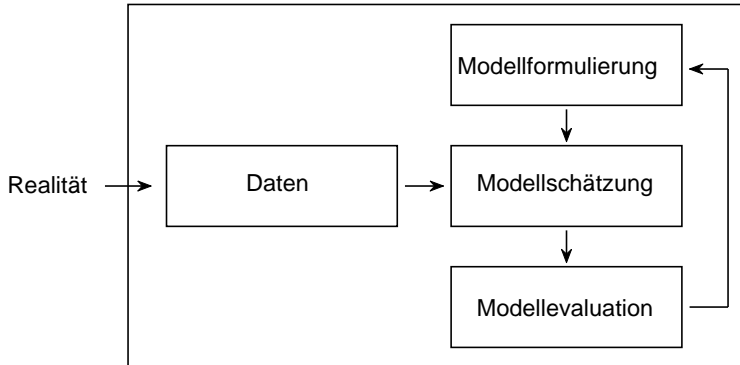 Modellformulierung
Realität
Daten
Modellschätzung
Modellevaluation